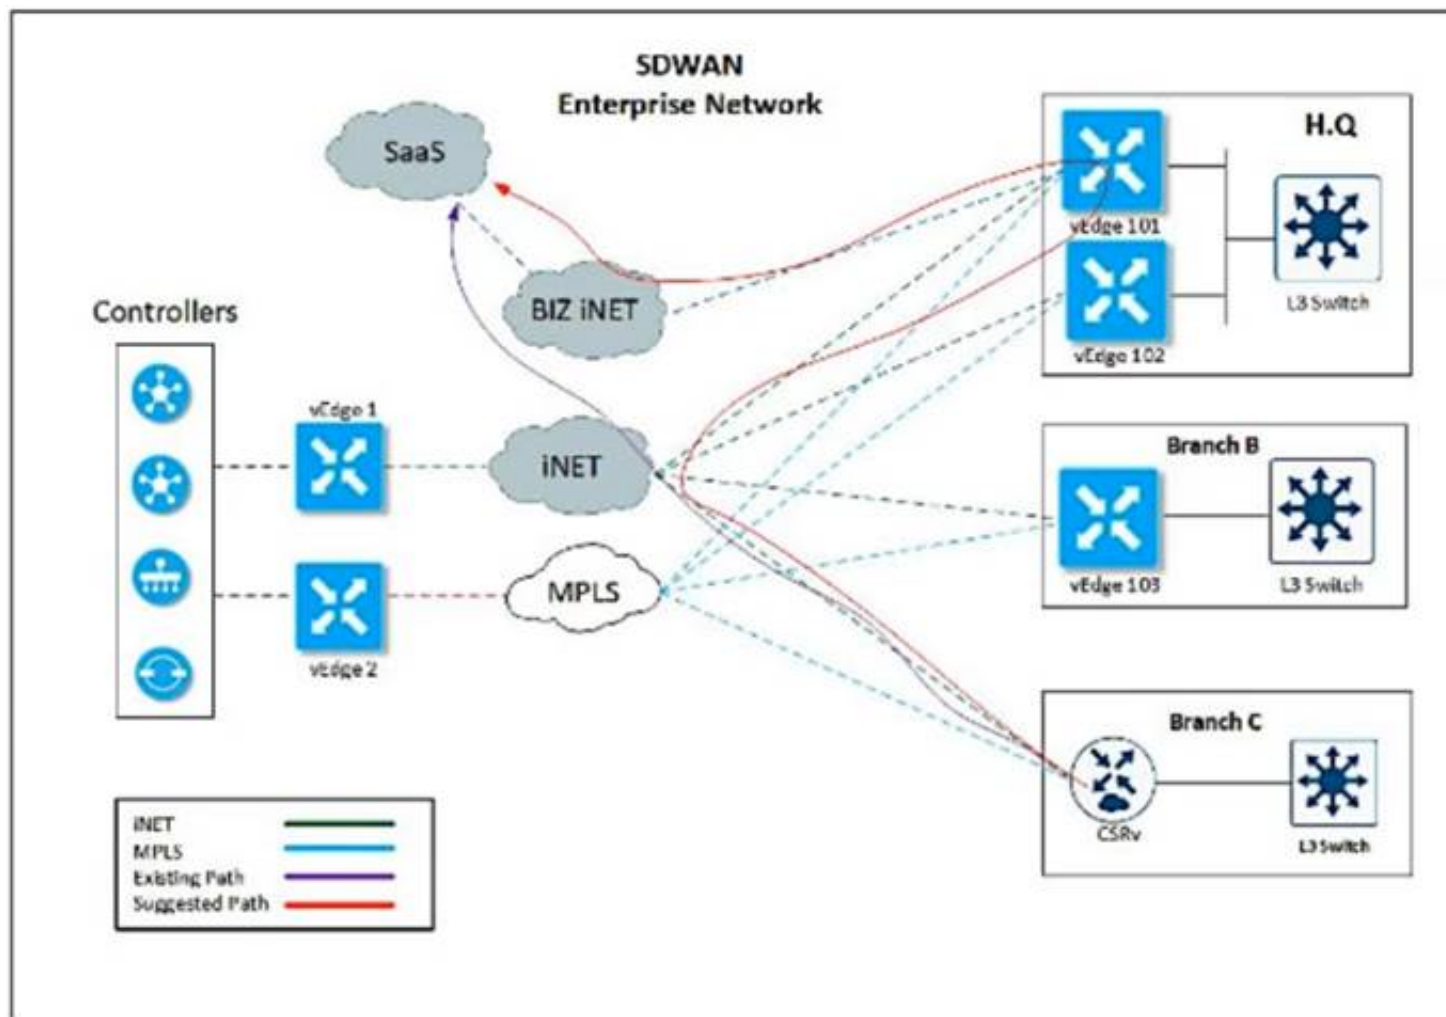 SDWAN
Enterprise Network
SaaS
H.Q
vEdge 101
BIZ iNET
L3 Switch
Controllers
vEdge 102
vEdge 1
Branch B
iNET
MPLS
vEdge 103
L3 Switch
vEdge 2
Branch C
CSRv
L3 Switch
iNET
MPLS
Existing Path
Suggested Path